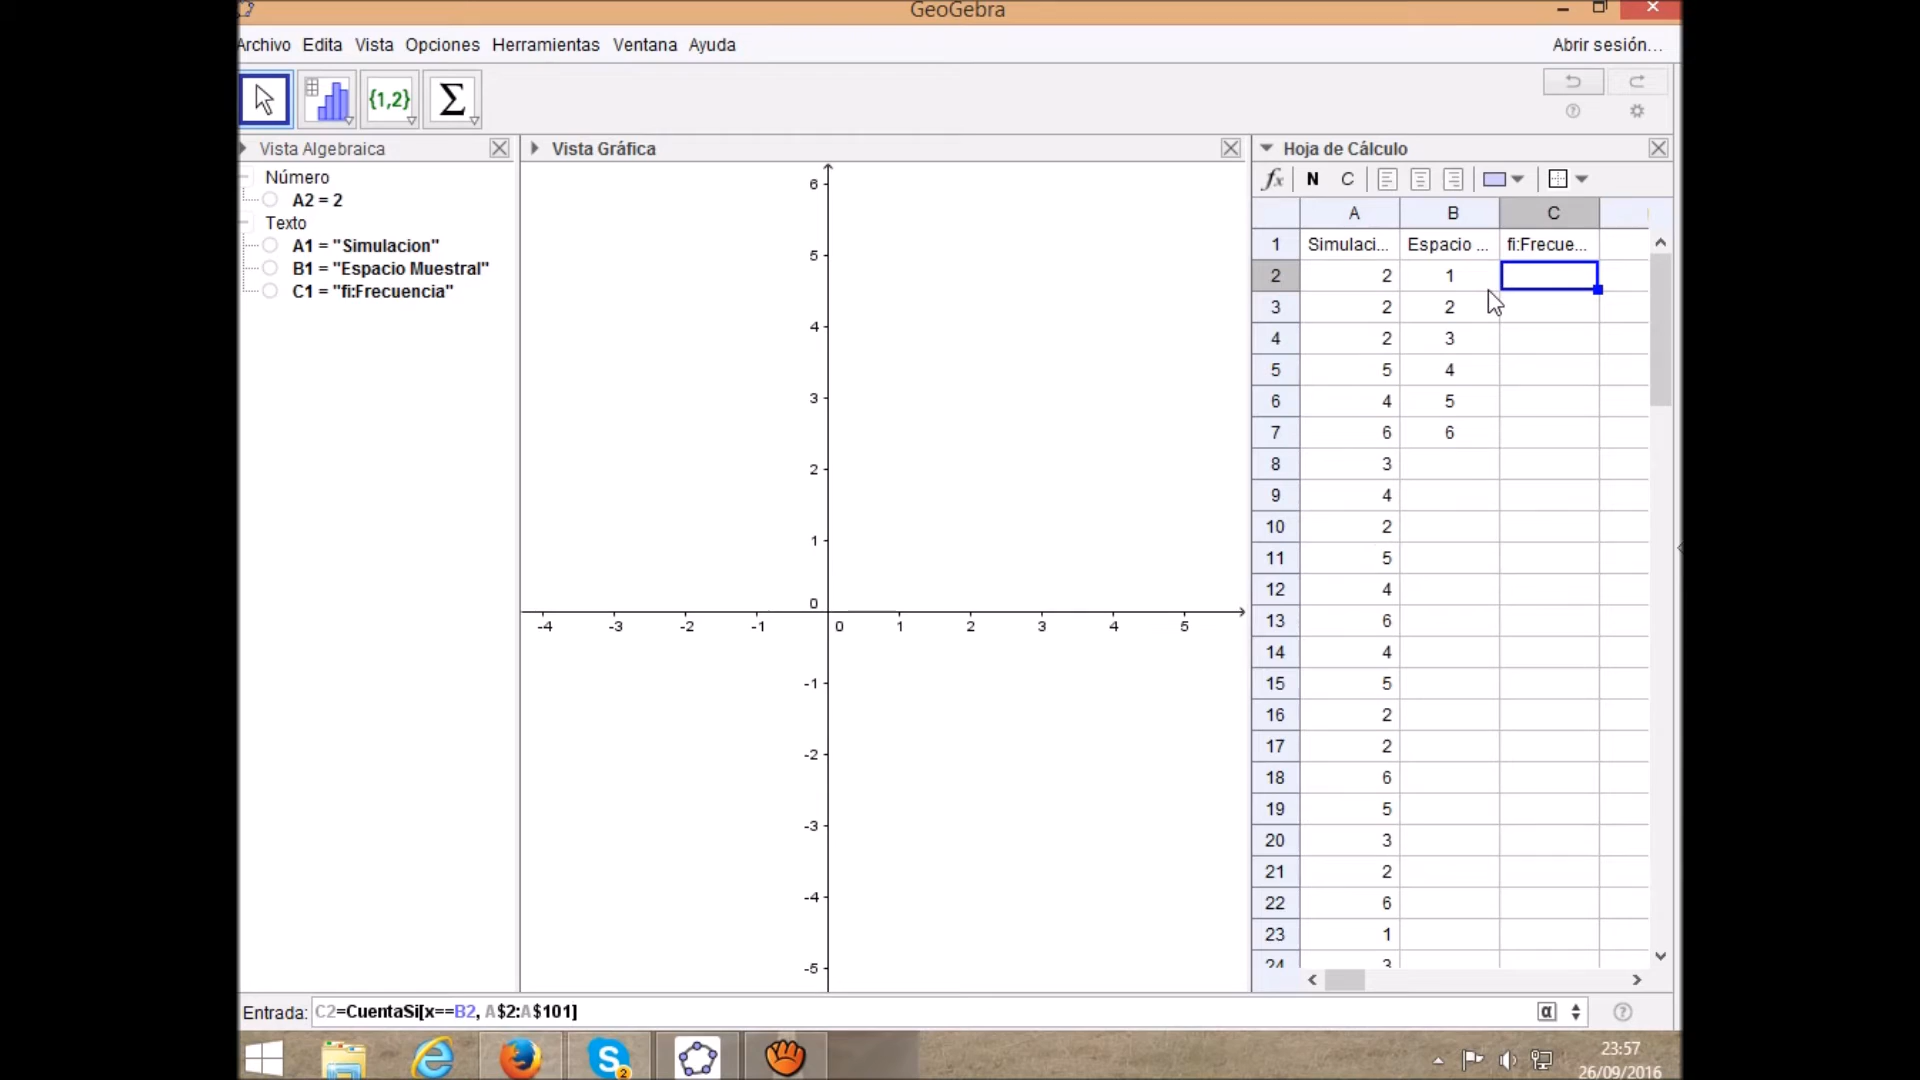 GeoGebra
Archivo Edita Vista Opciones Herramientas Ventana Ayuda Abrir sesión...
{1,2} Σ
Vista Algebraica Vista Gráfica Hoja de Cálculo
Número
A2 = 2
Texto
A1 = "Simulacion"
B1 = "Espacio Muestral"
C1 = "fi:Frecuencia"
6
5
4
3
2
1
0
-4 -3 -2 -1 0 1 2 3 4 5
-1
-2
-3
-4
-5
fx N C
A B C
1 Simulaci... Espacio ... fi:Frecue...
2 2 1
3 2 2
4 2 3
5 5 4
6 4 5
7 6 6
8 3
9 4
10 2
11 5
12 4
13 6
14 4
15 5
16 2
17 2
18 6
19 5
20 3
21 2
22 6
23 1
24 3
Entrada: C2=CuentaSi[x==B2, A$2:A$101] α
S 2
23:57
26/09/2016